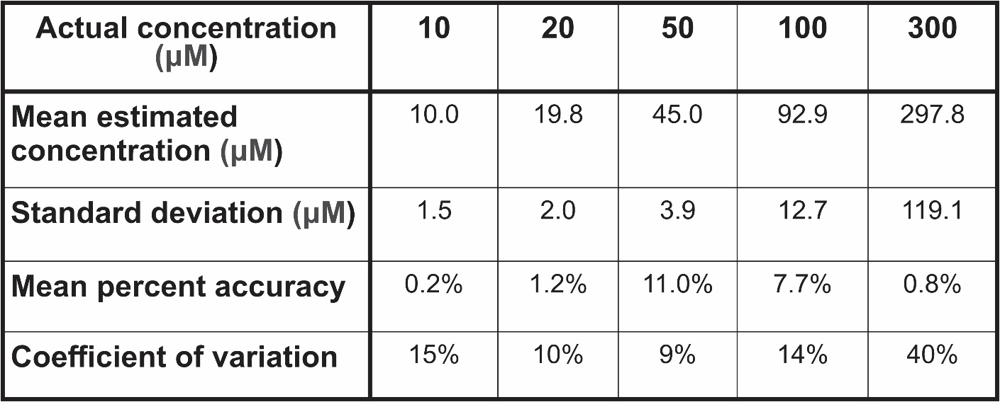 Actual concentration 10 20 50 100 300
(µM)
Mean estimated 10.0 19.8 45.0 92.9 297.8
concentration (µM)
Standard deviation (µM) 1.5 2.0 3.9 12.7 119.1
Mean percent accuracy 0.2% 1.2% 11.0% 7.7% 0.8%
Coefficient of variation 15% 10% 9% 14% 40%